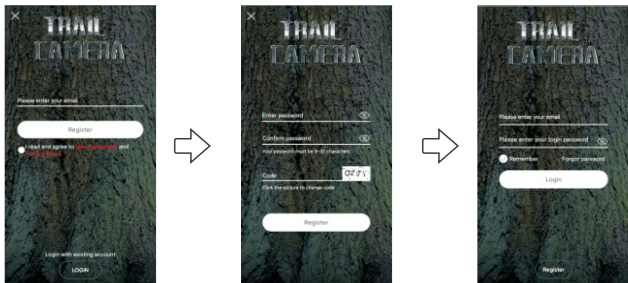 TRAIL
CAMERA
Please enter your email
Register
I read and agree to and
Login with existing account
LOGIN
TRAIL
CAMERA
Enter password
Confirm password
Your password must be 8-32 characters
Code
Click the picture to change code
Register
TRAIL
CAMERA
Please enter your email
Please enter your login password
Remember Forgot password
Login
Register